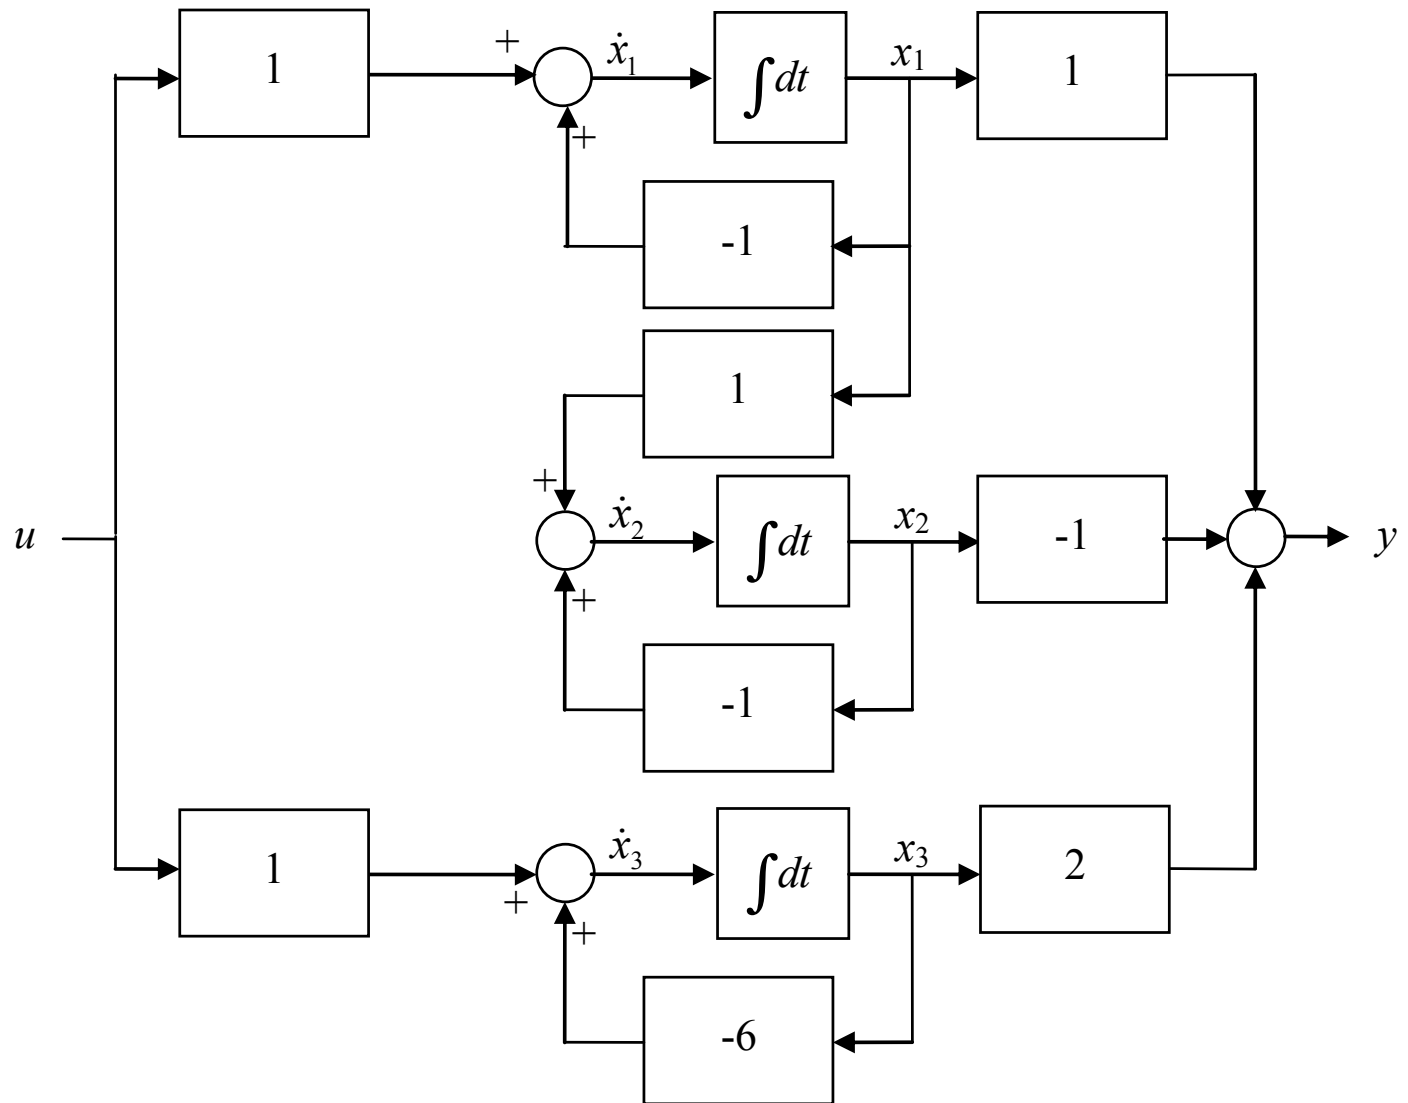 1
+
ẋ1
∫dt
x1
1
+
-1
1
+
u
ẋ2
∫dt
x2
-1
y
+
-1
1
+
ẋ3
∫dt
x3
2
+
-6